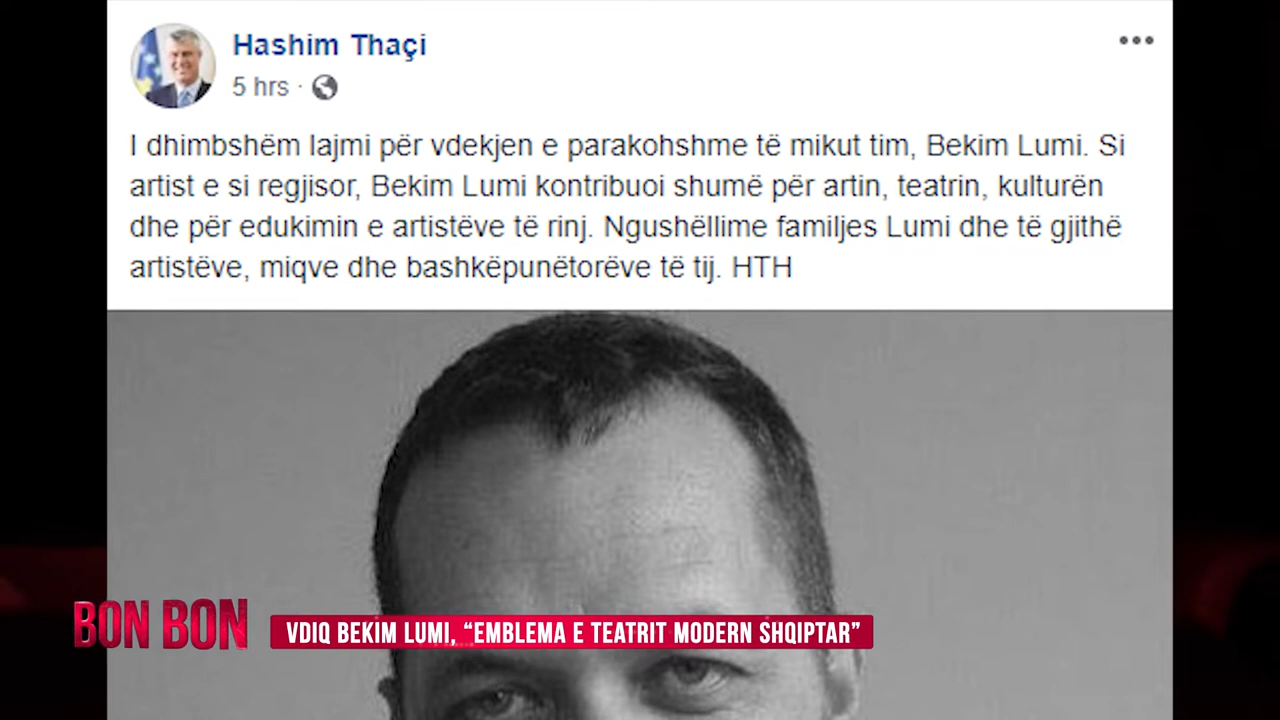 Hashim Thaçi
5 hrs ·
I dhimbshëm lajmi për vdekjen e parakohshme të mikut tim, Bekim Lumi. Si
artist e si regjisor, Bekim Lumi kontribuoi shumë për artin, teatrin, kulturën
dhe për edukimin e artistëve të rinj. Ngushëllime familjes Lumi dhe të gjithë
artistëve, miqve dhe bashkëpunëtorëve të tij. HTH
BON BON
VDIQ BEKIM LUMI, “EMBLEMA E TEATRIT MODERN SHQIPTAR”